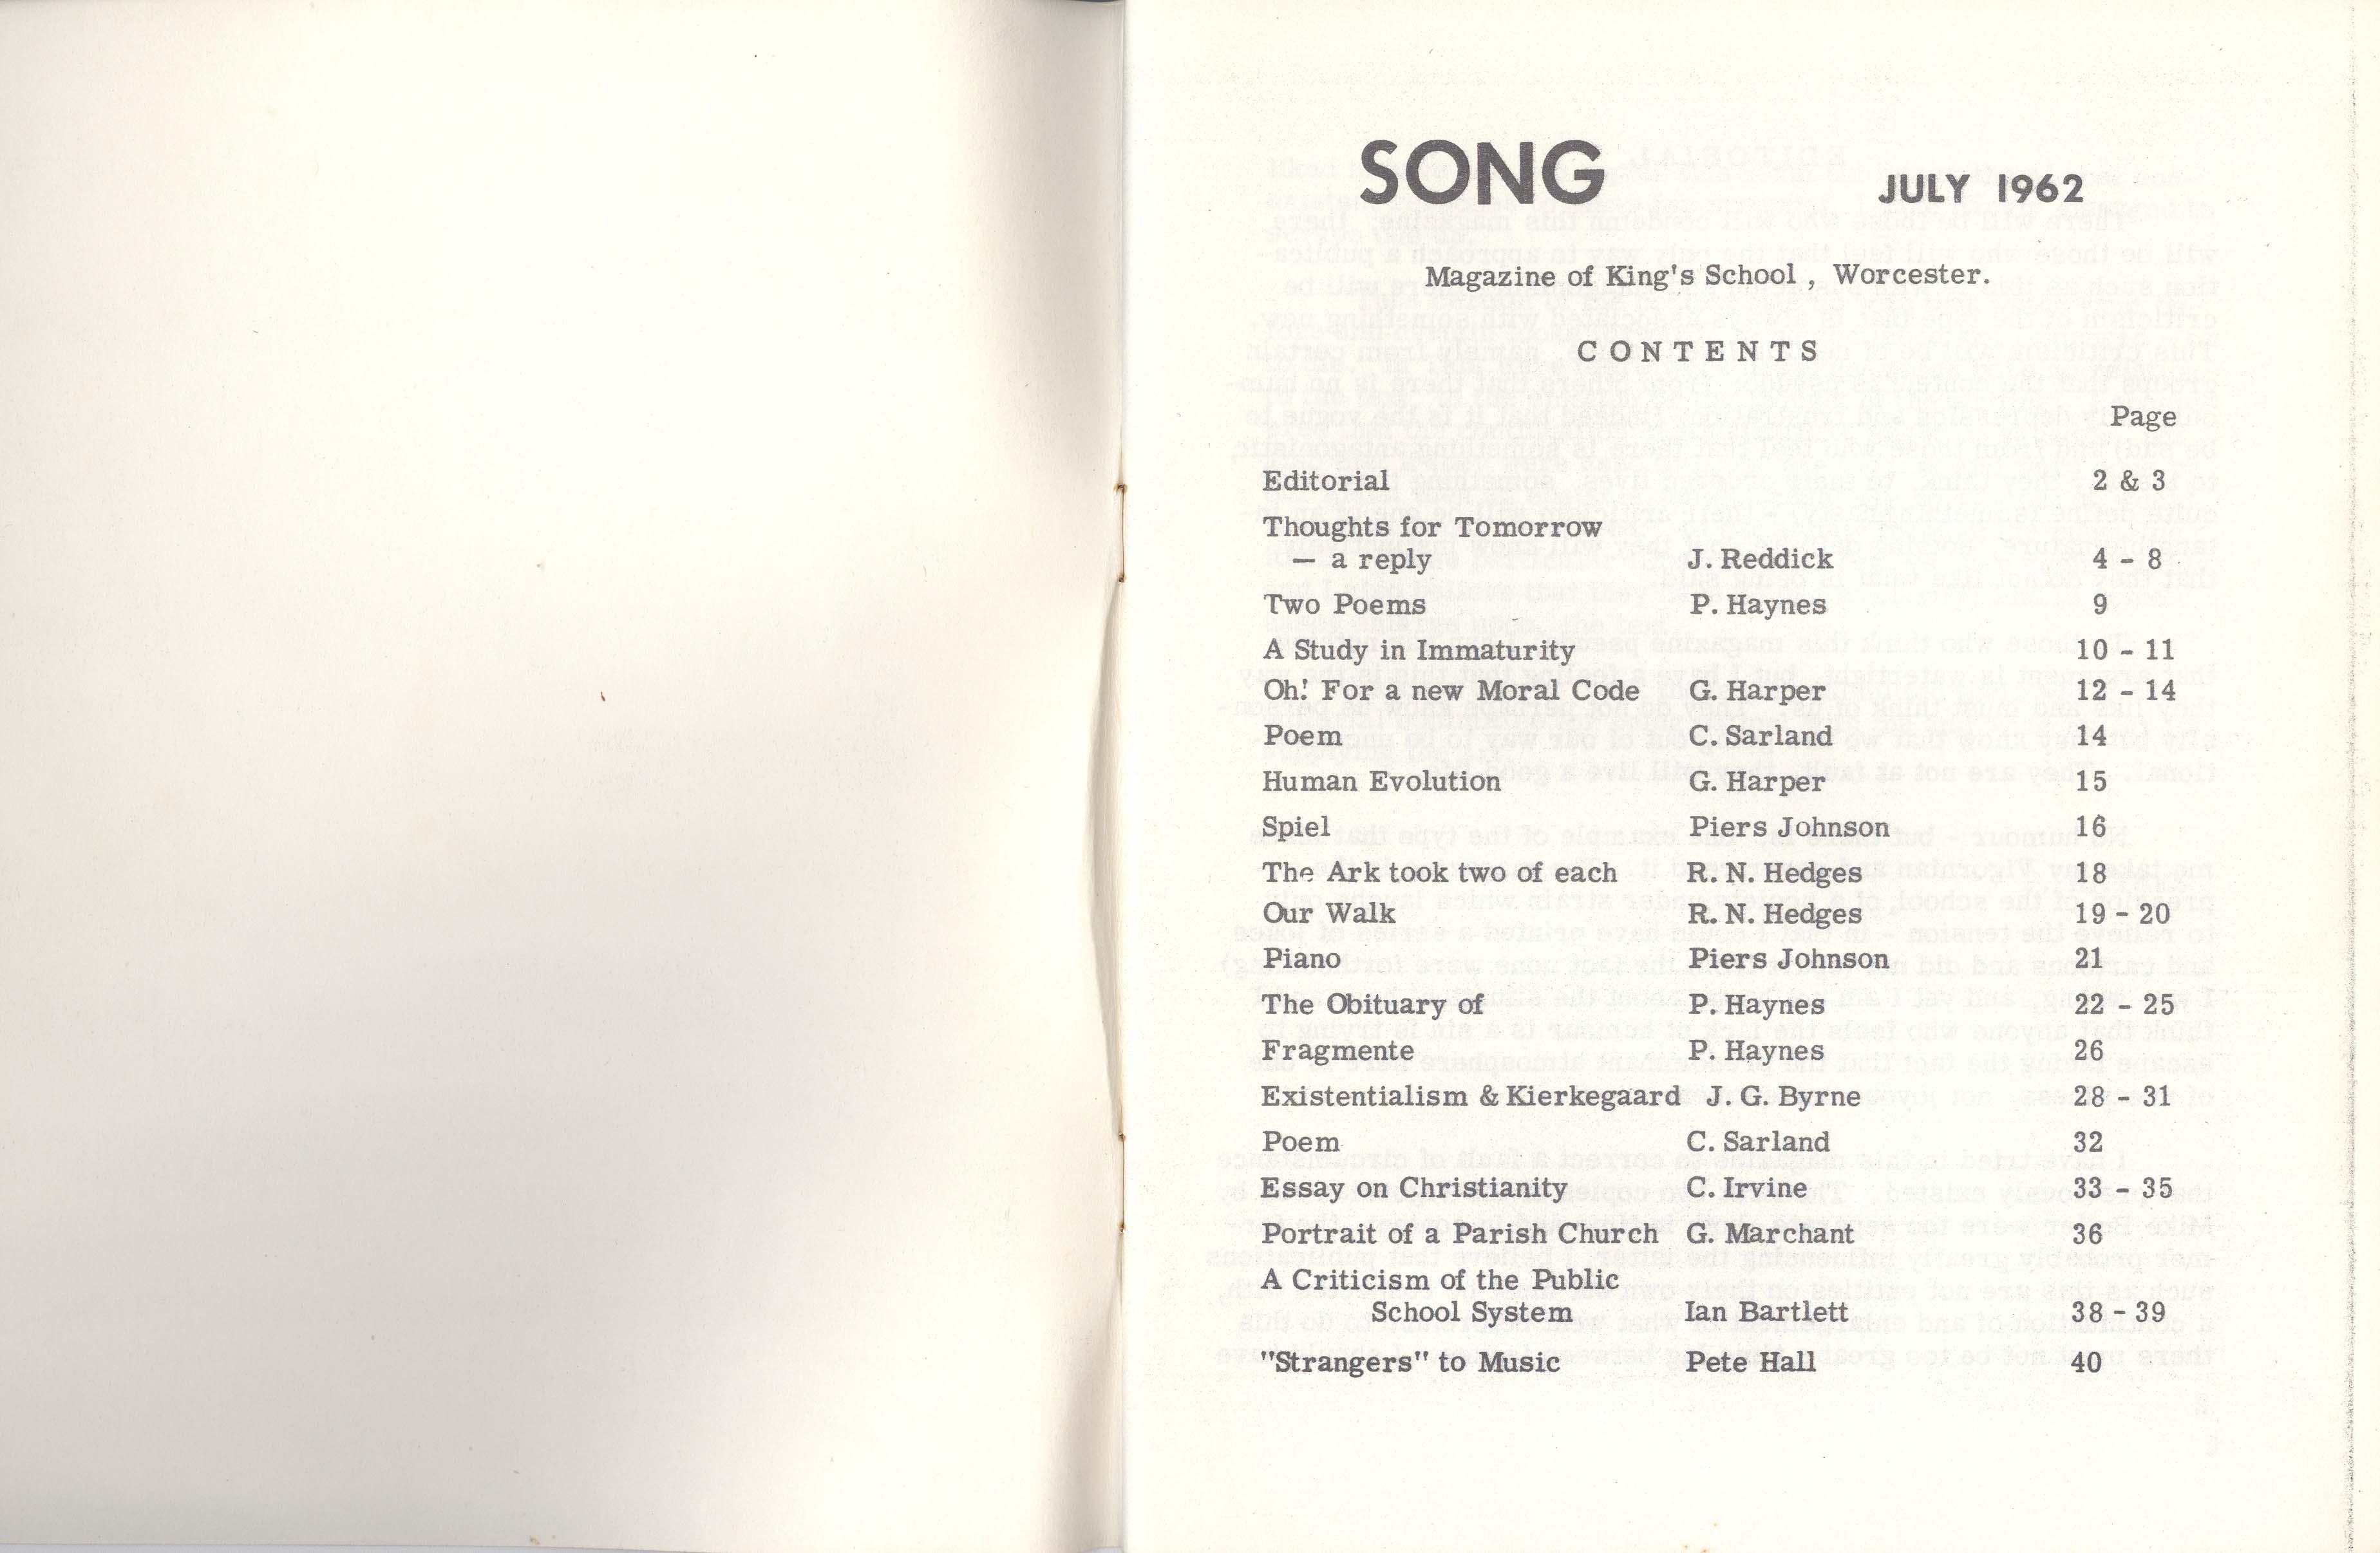 SONG JULY 1962
Magazine of King's School , Worcester.
CONTENTS
Page
Editorial 2 & 3
Thoughts for Tomorrow
— a reply J. Reddick 4 - 8
Two Poems P. Haynes 9
A Study in Immaturity 10 - 11
Oh! For a new Moral Code G. Harper 12 - 14
Poem C. Sarland 14
Human Evolution G. Harper 15
Spiel Piers Johnson 16
The Ark took two of each R. N. Hedges 18
Our Walk R. N. Hedges 19 - 20
Piano Piers Johnson 21
The Obituary of P. Haynes 22 - 25
Fragmente P. Haynes 26
Existentialism & Kierkegaard J. G. Byrne 28 - 31
Poem C. Sarland 32
Essay on Christianity C. Irvine 33 - 35
Portrait of a Parish Church G. Marchant 36
A Criticism of the Public
School System Ian Bartlett 38 - 39
"Strangers" to Music Pete Hall 40